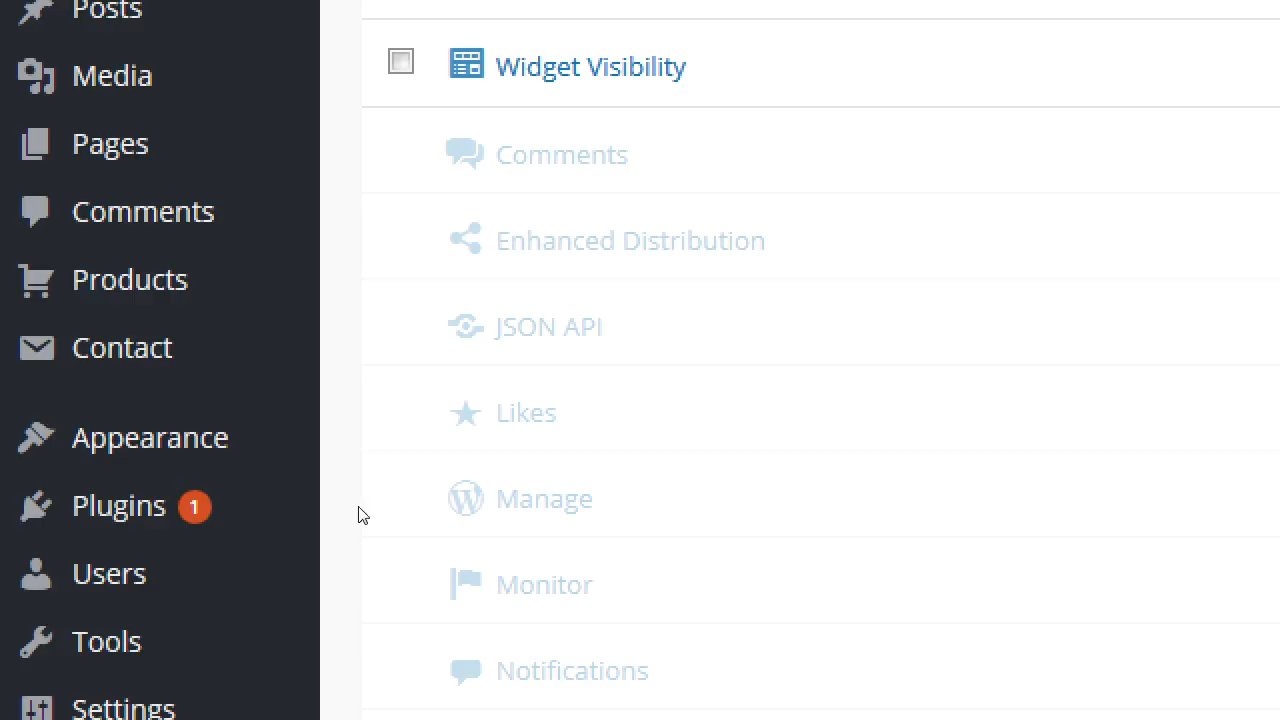 Posts
Media
Pages
Comments
Products
Contact
Appearance
Plugins 1
Users
Tools
Settings
Widget Visibility
Comments
Enhanced Distribution
JSON API
Likes
Manage
Monitor
Notifications